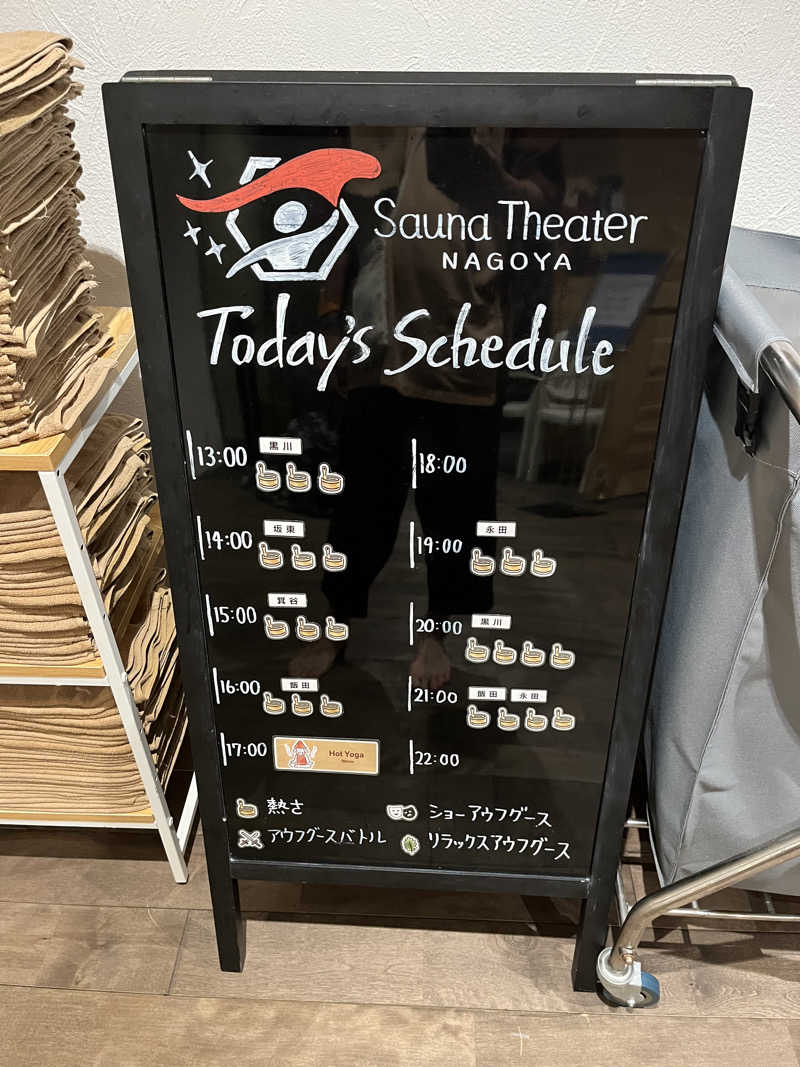 Sauna Theater
NAGOYA
Today's Schedule
13:00 黒川
14:00 坂東
15:00 箕谷
16:00 飯田
17:00 Hot Yoga
18:00
19:00 永田
20:00 黒川
21:00 飯田 永田
22:00
熱さ
アウフグースバトル
ショーアウフグース
リラックスアウフグース